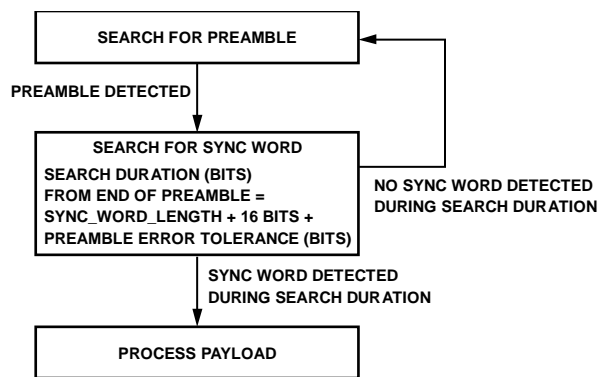 SEARCH FOR PREAMBLE
PREAMBLE DETECTED
SEARCH FOR SYNC WORD
SEARCH DURATION (BITS)
FROM END OF PREAMBLE =
SYNC_WORD_LENGTH + 16 BITS +
PREAMBLE ERROR TOLERANCE (BITS)
NO SYNC WORD DETECTED
DURING SEARCH DURATION
SYNC WORD DETECTED
DURING SEARCH DURATION
PROCESS PAYLOAD